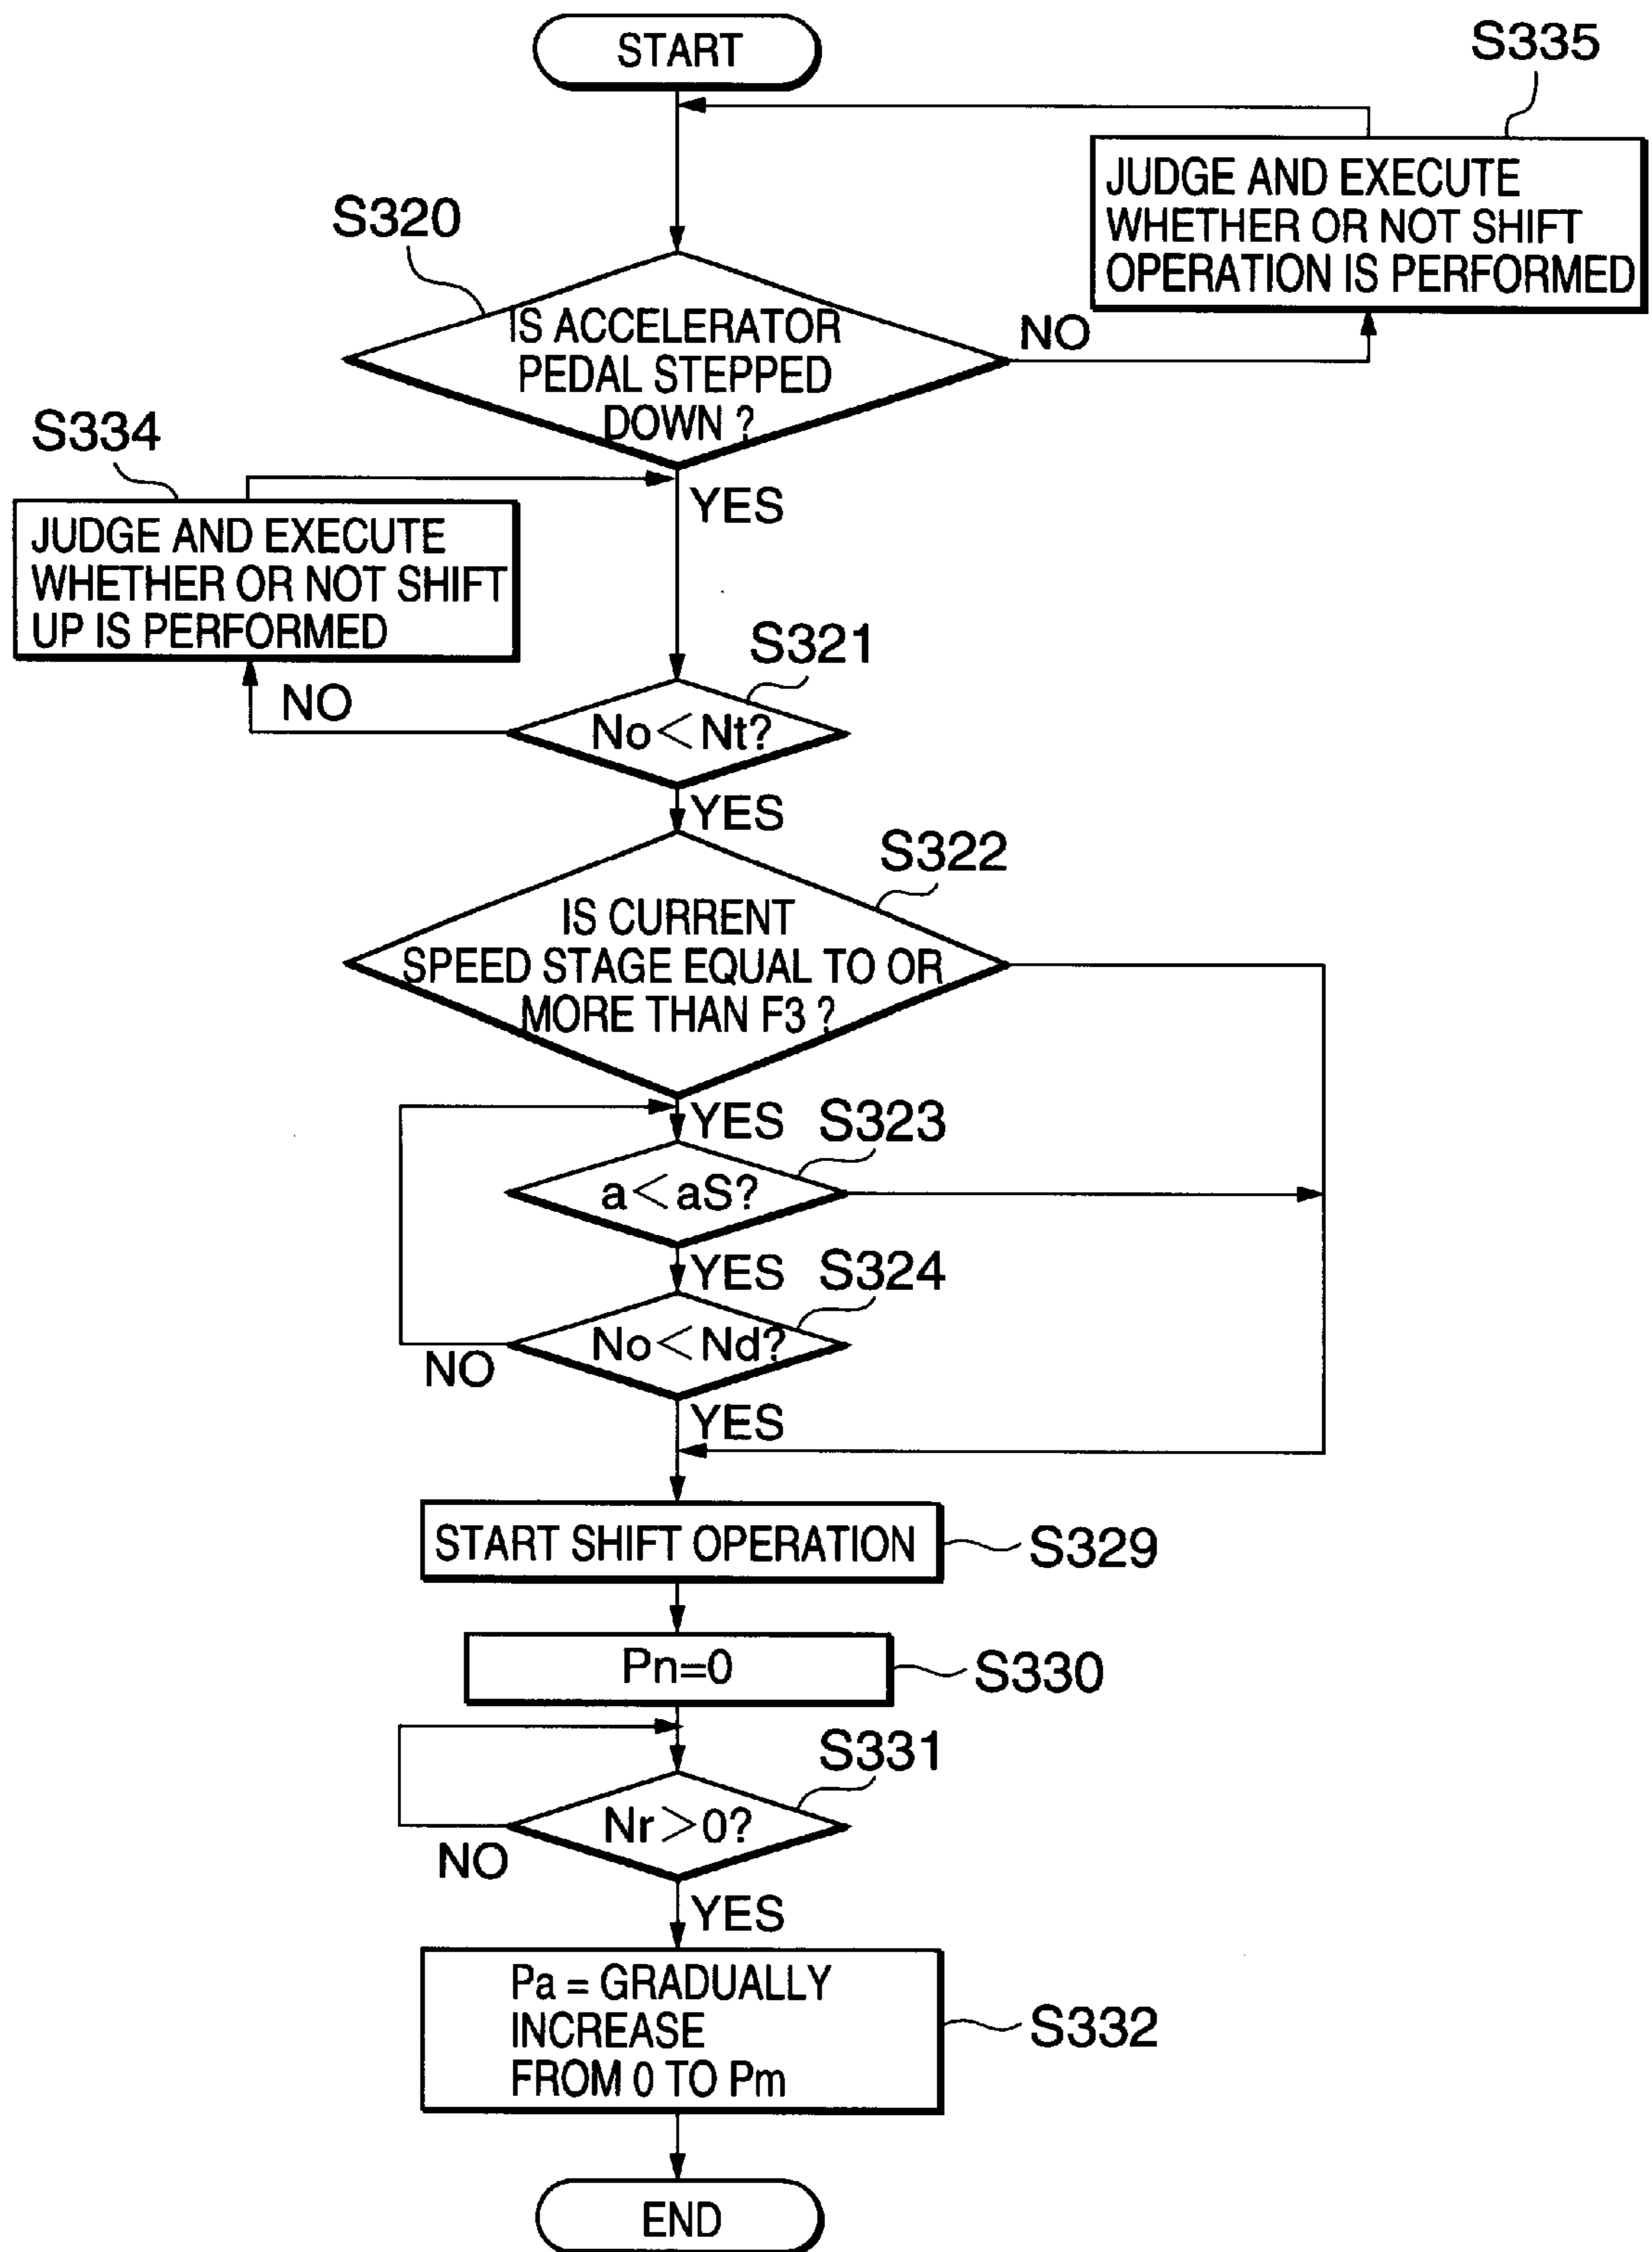 START
S335
JUDGE AND EXECUTE
WHETHER OR NOT SHIFT
OPERATION IS PERFORMED
S320
IS ACCELERATOR
PEDAL STEPPED
DOWN ?
NO
S334
YES
JUDGE AND EXECUTE
WHETHER OR NOT SHIFT
UP IS PERFORMED
S321
NO
No<Nt?
YES
S322
IS CURRENT
SPEED STAGE EQUAL TO OR
MORE THAN F3 ?
YES
S323
a<aS?
YES
S324
No<Nd?
NO
YES
START SHIFT OPERATION
S329
Pn=0
S330
S331
Nr>0?
NO
YES
Pa = GRADUALLY
INCREASE
FROM 0 TO Pm
S332
END